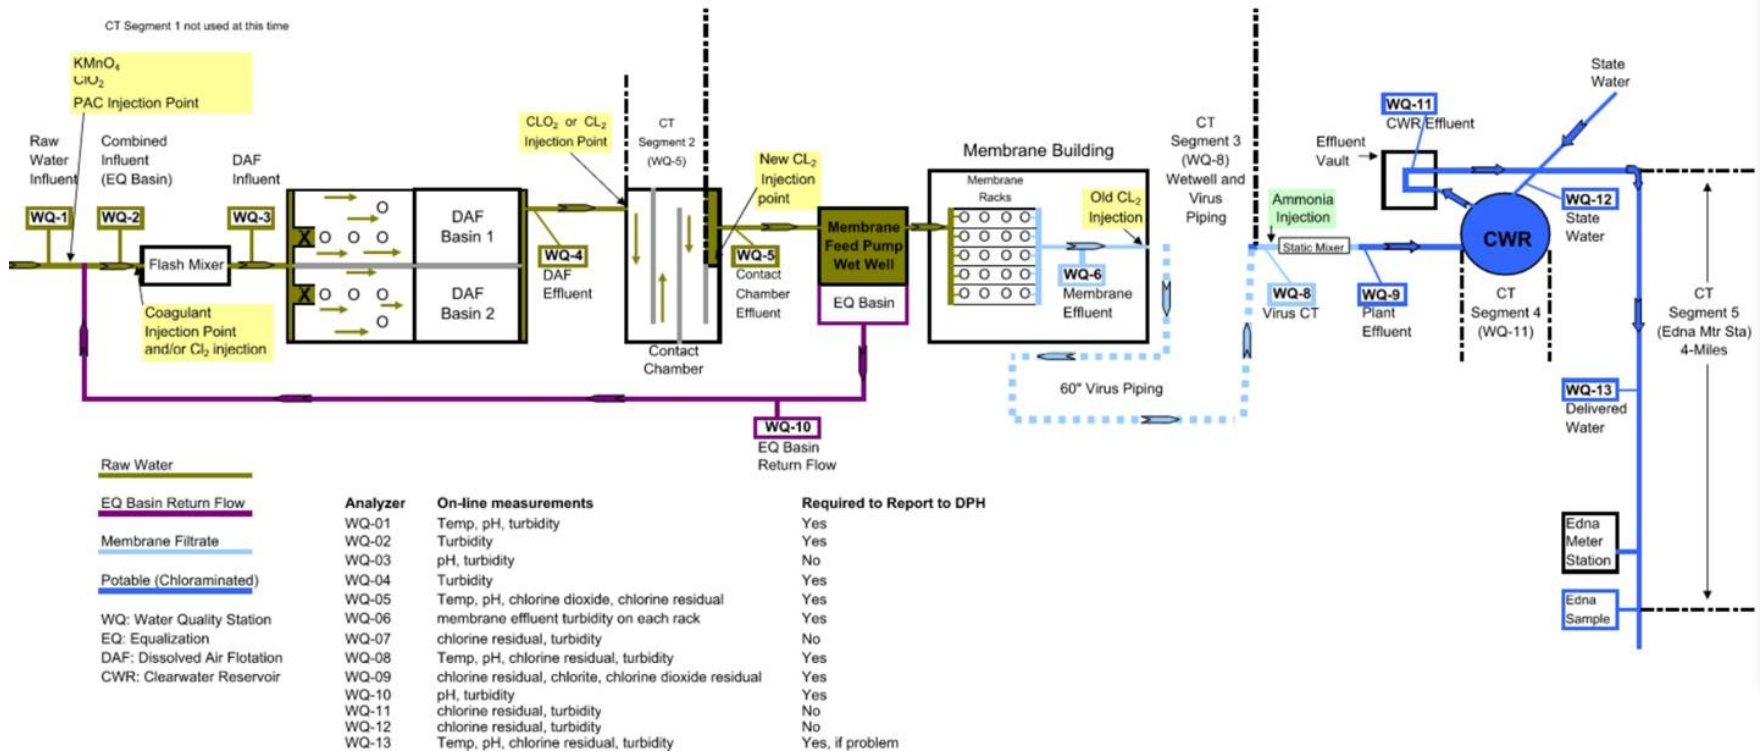 CT Segment 1 not used at this time
KMnO4
ClO2
PAC Injection Point
Raw
Water
Influent
Combined
Influent
(EQ Basin)
DAF
Influent
WQ-1
WQ-2
WQ-3
Flash Mixer
Coagulant
Injection Point
and/or Cl2 injection
X
X
O
O O O
O O O
O
DAF
Basin 1
DAF
Basin 2
CLO2 or CL2
Injection Point
WQ-4
DAF
Effluent
CT
Segment 2
(WQ-5)
Contact
Chamber
New CL2
Injection
point
WQ-5
Contact
Chamber
Effluent
Membrane
Feed Pump
Wet Well
EQ Basin
WQ-10
EQ Basin
Return Flow
Membrane Building
Membrane
Racks
O O O O
O O O O
O O O O
O O O O
O O O O
Old CL2
Injection
WQ-6
Membrane
Effluent
60" Virus Piping
CT
Segment 3
(WQ-8)
Wetwell and
Virus
Piping
Ammonia
Injection
Static Mixer
WQ-8
Virus CT
WQ-9
Plant
Effluent
Effluent
Vault
WQ-11
CWR Effluent
State
Water
CWR
WQ-12
State
Water
CT
Segment 4
(WQ-11)
CT
Segment 5
(Edna Mtr Sta)
4-Miles
WQ-13
Delivered
Water
Edna
Meter
Station
Edna
Sample
Raw Water
EQ Basin Return Flow
Membrane Filtrate
Potable (Chloraminated)
WQ: Water Quality Station
EQ: Equalization
DAF: Dissolved Air Flotation
CWR: Clearwater Reservoir
Analyzer On-line measurements Required to Report to DPH
WQ-01 Temp, pH, turbidity Yes
WQ-02 Turbidity Yes
WQ-03 pH, turbidity No
WQ-04 Turbidity Yes
WQ-05 Temp, pH, chlorine dioxide, chlorine residual Yes
WQ-06 membrane effluent turbidity on each rack Yes
WQ-07 chlorine residual, turbidity No
WQ-08 Temp, pH, chlorine residual, turbidity Yes
WQ-09 chlorine residual, chlorite, chlorine dioxide residual Yes
WQ-10 pH, turbidity Yes
WQ-11 chlorine residual, turbidity No
WQ-12 chlorine residual, turbidity No
WQ-13 Temp, pH, chlorine residual, turbidity Yes, if problem